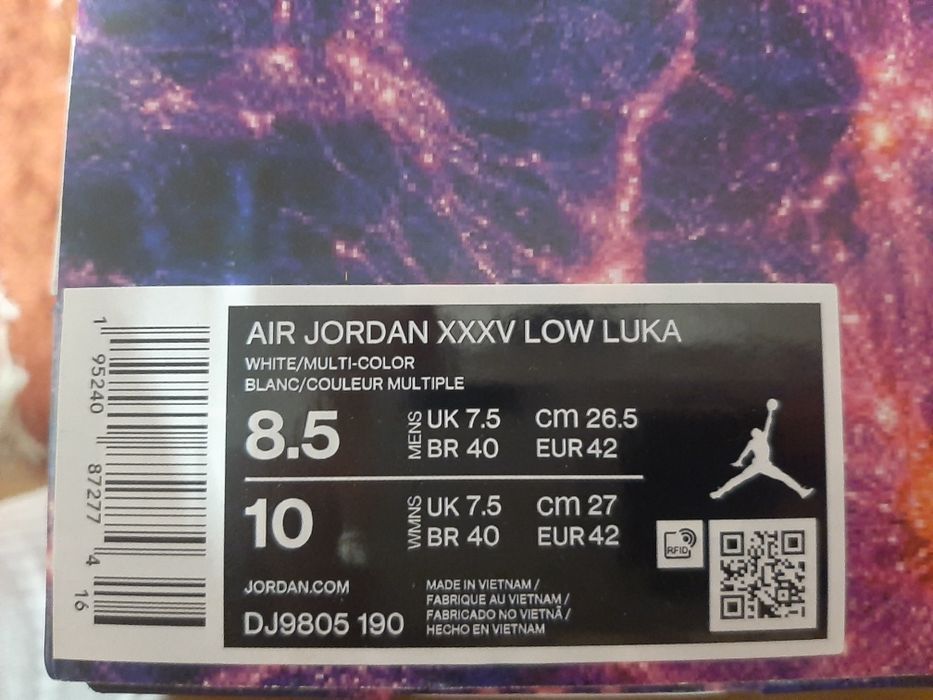 AIR JORDAN XXXV LOW LUKA
WHITE/MULTI-COLOR
BLANC/COULEUR MULTIPLE
8.5 MENS UK 7.5 cm 26.5
BR 40 EUR 42
10 WMNS UK 7.5 cm 27
BR 40 EUR 42
RFID
JORDAN.COM
DJ9805 190
MADE IN VIETNAM /
FABRIQUE AU VIETNAM /
FABRICADO NO VIETNÃ /
HECHO EN VIETNAM
1 95240 87277 4 16